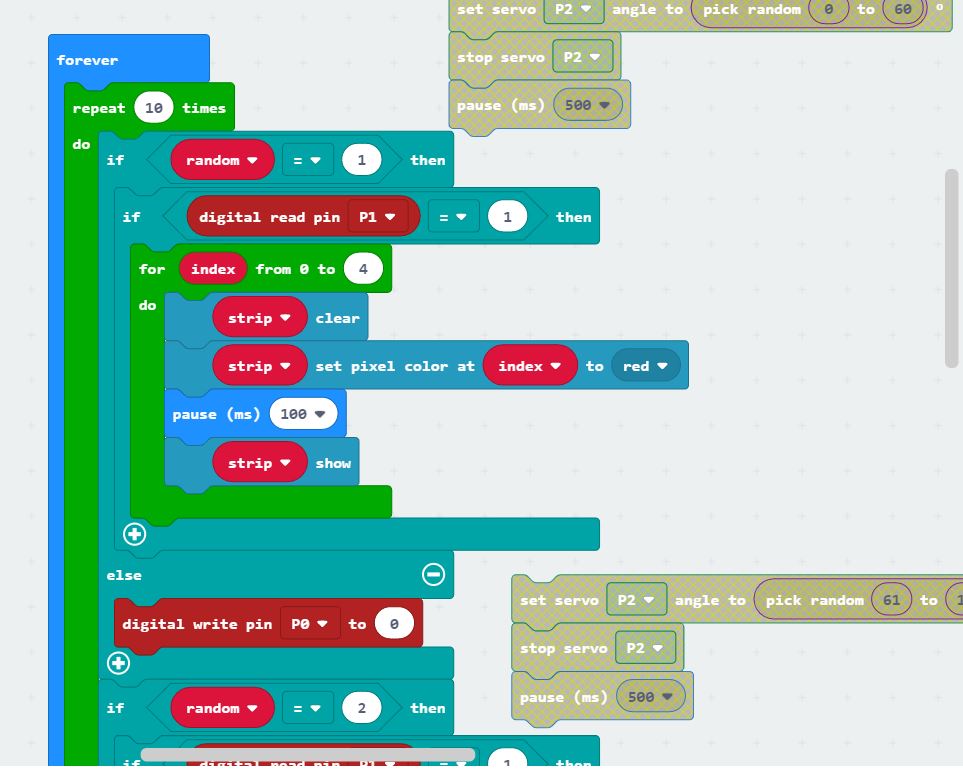 set servo P2 angle to pick random 0 to 60 °
stop servo P2
pause (ms) 500
forever
repeat 10 times
do
if random = 1 then
if digital read pin P1 = 1 then
for index from 0 to 4
do
strip clear
strip set pixel color at index to red
pause (ms) 100
strip show
else
digital write pin P0 to 0
set servo P2 angle to pick random 61 to
stop servo P2
pause (ms) 500
if random = 2 then
if digital read pin P1 = 1 then